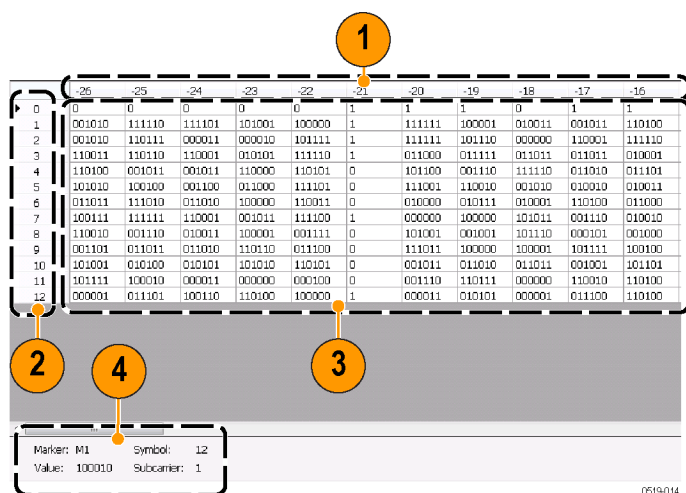 1
-26 -25 -24 -23 -22 -21 -20 -19 -18 -17 -16
0 0 0 0 0 0 1 1 1 0 1 1
1 001010 111110 111101 101001 100000 1 111111 100001 010011 001011 110100
2 001010 110111 000011 000010 101111 1 111111 101110 000000 110001 111110
3 110011 110110 110001 010101 111110 1 011000 011111 011011 011011 010001
4 110100 001011 001011 110000 110101 0 101100 001110 111110 011010 011101
5 101010 100100 001100 011000 111101 0 111001 110010 001010 010010 010011
6 011011 111010 011010 100000 110011 0 010000 010111 010001 110100 011000
7 100111 111111 110001 001011 111100 1 000000 100000 101011 001110 010010
8 110010 001110 010011 100001 001111 0 101001 001001 101110 000101 001000
9 001101 011011 011010 110110 011100 0 111011 100000 100001 101111 100100
10 101001 010100 010101 101010 110101 0 001011 011010 011011 001001 101101
11 101111 100010 000011 000000 000100 0 001110 110111 000000 110010 110100
12 000001 011101 100110 110100 100000 1 000011 010101 000001 011100 110100
2 3
4
Marker: M1 Symbol: 12
Value: 100010 Subcarrier: 1
0519-014